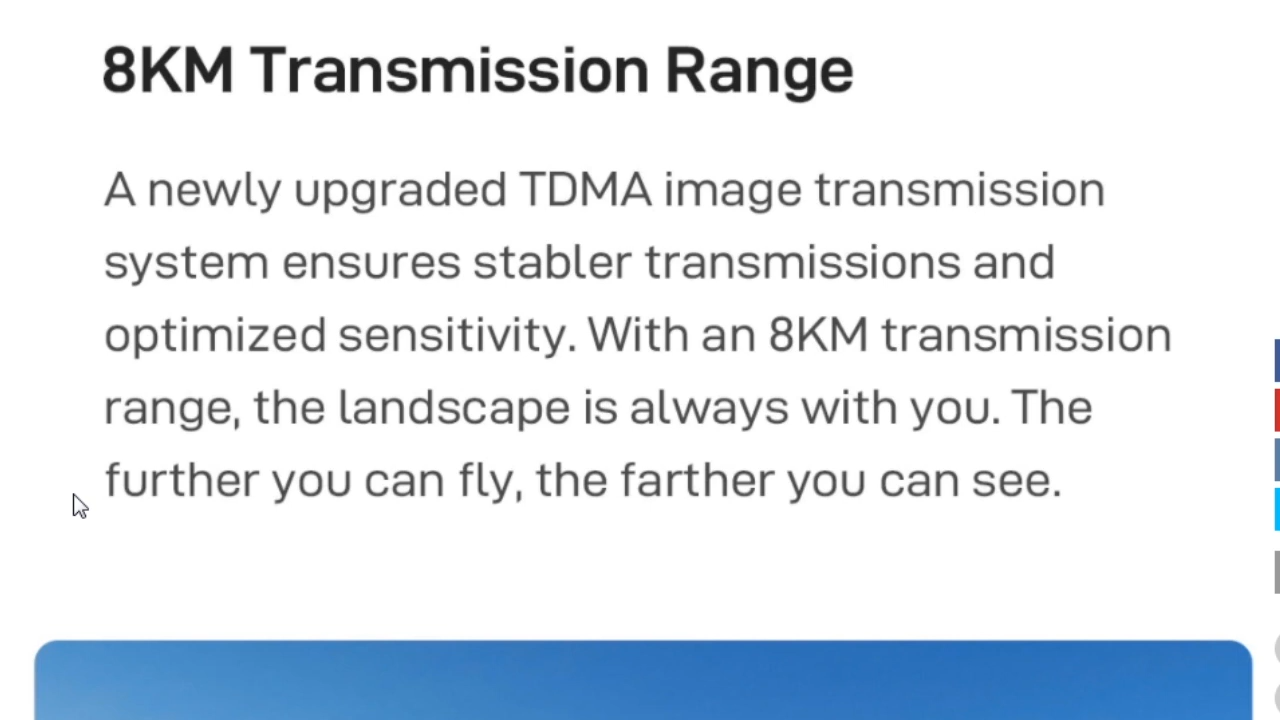 8KM Transmission Range
A newly upgraded TDMA image transmission
system ensures stabler transmissions and
optimized sensitivity. With an 8KM transmission
range, the landscape is always with you. The
further you can fly, the farther you can see.